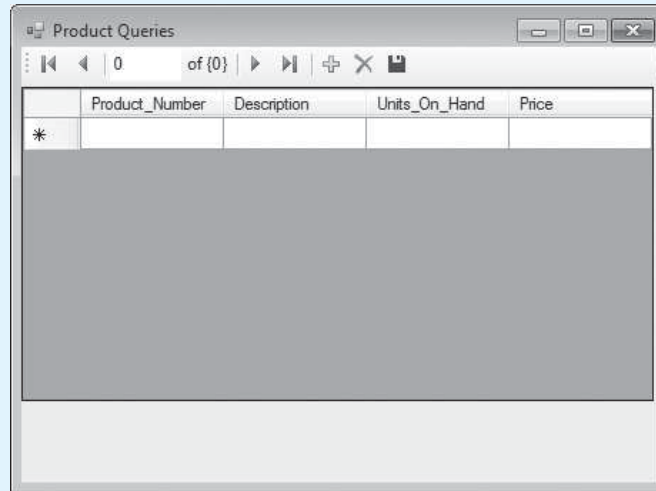 Product Queries
0 of {0}
Product_Number Description Units_On_Hand Price